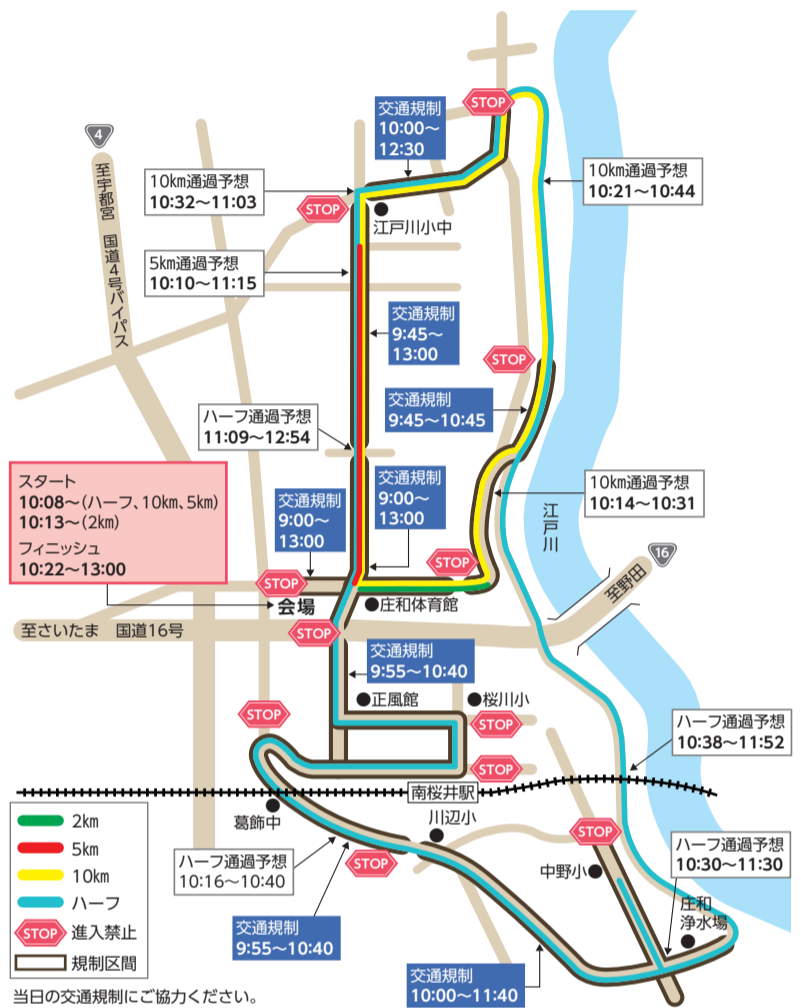 STOP
交通規制
10:00～
12:30
4
至宇都宮　国道4号バイパス
10km通過予想
10:32～11:03
10km通過予想
10:21～10:44
STOP
江戸川小中
5km通過予想
10:10～11:15
交通規制
9:45～
13:00
STOP
交通規制
9:45～10:45
ハーフ通過予想
11:09～12:54
スタート
10:08～(ハーフ、10km、5km)
10:13～(2km)
フィニッシュ
10:22～13:00
交通規制
9:00～
13:00
交通規制
9:00～
13:00
10km通過予想
10:14～10:31
江戸川
16
至野田
STOP
STOP
会場
庄和体育館
至さいたま　国道16号
STOP
交通規制
9:55～10:40
正風館
桜川小
STOP
STOP
STOP
ハーフ通過予想
10:38～11:52
南桜井駅
葛飾中
川辺小
STOP
STOP
中野小
ハーフ通過予想
10:30～11:30
庄和
浄水場
ハーフ通過予想
10:16～10:40
交通規制
9:55～10:40
交通規制
10:00～11:40
2km
5km
10km
ハーフ
STOP 進入禁止
規制区間
当日の交通規制にご協力ください。